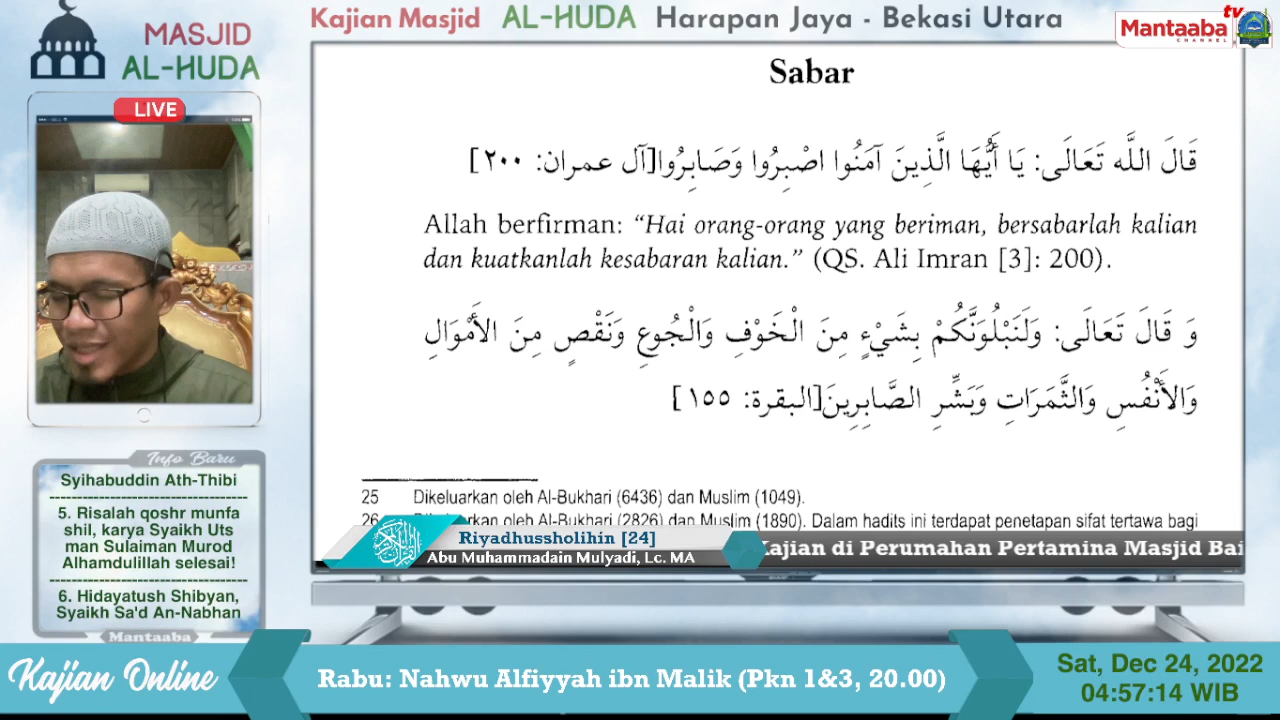 Kajian Masjid AL-HUDA Harapan Jaya - Bekasi Utara
MASJID
AL-HUDA
Mantaaba tv
CHANNEL
LIVE
Sabar
قَالَ اللَّه تَعَالَى: يَا أَيُّهَا الَّذِينَ آمَنُوا اصْبِرُوا وَصَابِرُوا[آل عمران: ٢٠٠]
Allah berfirman: “Hai orang-orang yang beriman, bersabarlah kalian
dan kuatkanlah kesabaran kalian.” (QS. Ali Imran [3]: 200).
وَ قَالَ تَعَالَى: وَلَنَبْلُوَنَّكُمْ بِشَيْءٍ مِنَ الْخَوْفِ وَالْجُوعِ وَنَقْصٍ مِنَ الأَمْوَالِ
وَالأَنْفُسِ وَالثَّمَرَاتِ وَبَشِّرِ الصَّابِرِينَ[البقرة: ١٥٥]
25 Dikeluarkan oleh Al-Bukhari (6436) dan Muslim (1049).
26 oleh Al-Bukhari (2826) dan Muslim (1890). Dalam hadits ini terdapat penetapan sifat tertawa bagi
Riyadhussholihin [24]
Abu Muhammadain Mulyadi, Lc. MA
Kajian di Perumahan Pertamina Masjid Bai
Info Baru
Syihabuddin Ath-Thibi
----------------------------------
5. Risalah qoshr munfa
shil, karya Syaikh Uts
man Sulaiman Murod
Alhamdulillah selesai!
----------------------------------
6. Hidayatush Shibyan,
Syaikh Sa'd An-Nabhan
Mantaaba
Kajian Online
Rabu: Nahwu Alfiyyah ibn Malik (Pkn 1&3, 20.00)
Sat, Dec 24, 2022
04:57:14 WIB